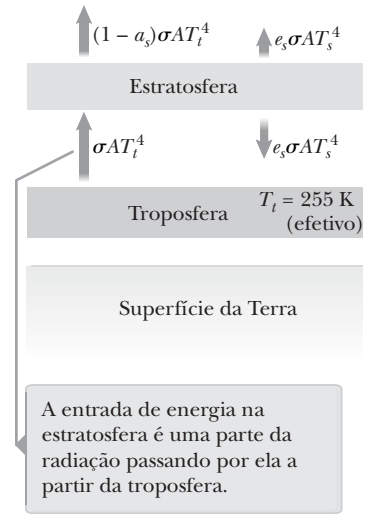 (1 − a_s)σAT_t^4
e_sσAT_s^4
Estratosfera
σAT_t^4
e_sσAT_s^4
Troposfera
T_t = 255 K
(efetivo)
Superfície da Terra
A entrada de energia na
estratosfera é uma parte da
radiação passando por ela a
partir da troposfera.